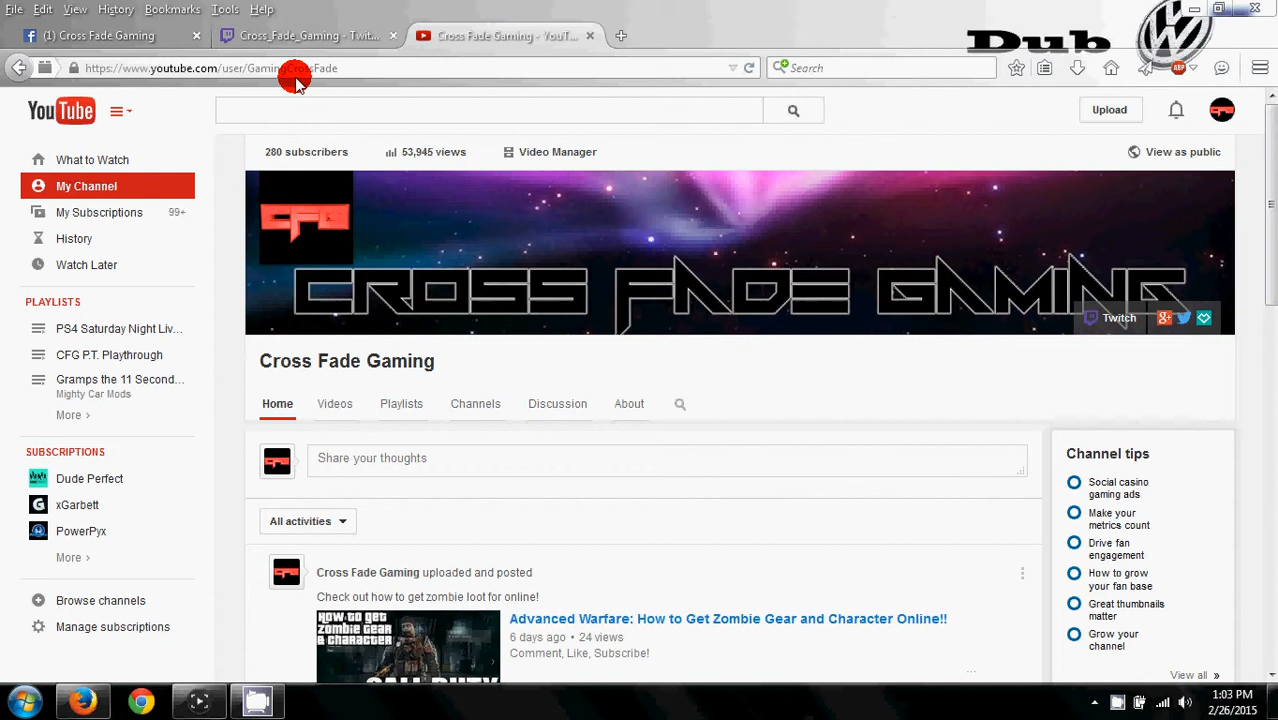 File Edit View History Bookmarks Tools Help
Dub
(1) Cross Fade Gaming × Cross_Fade_Gaming - Twit... × Cross Fade Gaming - YouT... ×
https://www.youtube.com/user/GamingCrossFade Search ABP
YouTube Upload
280 subscribers 53,945 views Video Manager View as public
What to Watch
My Channel
My Subscriptions 99+
History
Watch Later
PLAYLISTS
PS4 Saturday Night Liv...
CFG P.T. Playthrough
Gramps the 11 Second...
Mighty Car Mods
More ›
SUBSCRIPTIONS
Dude Perfect
xGarbett
PowerPyx
More ›
Browse channels
Manage subscriptions
CFG
CROSS FADE GAMING
Twitch
Cross Fade Gaming
Home Videos Playlists Channels Discussion About
Share your thoughts
All activities
Cross Fade Gaming uploaded and posted
Check out how to get zombie loot for online!
HOW TO GET
ZOMBIE GEAR
& CHARACTER
CALL OF DUTY
Advanced Warfare: How to Get Zombie Gear and Character Online!!
6 days ago • 24 views
Comment, Like, Subscribe!
Channel tips
Social casino
gaming ads
Make your
metrics count
Drive fan
engagement
How to grow
your fan base
Great thumbnails
matter
Grow your
channel
View all »
1:03 PM
2/26/2015